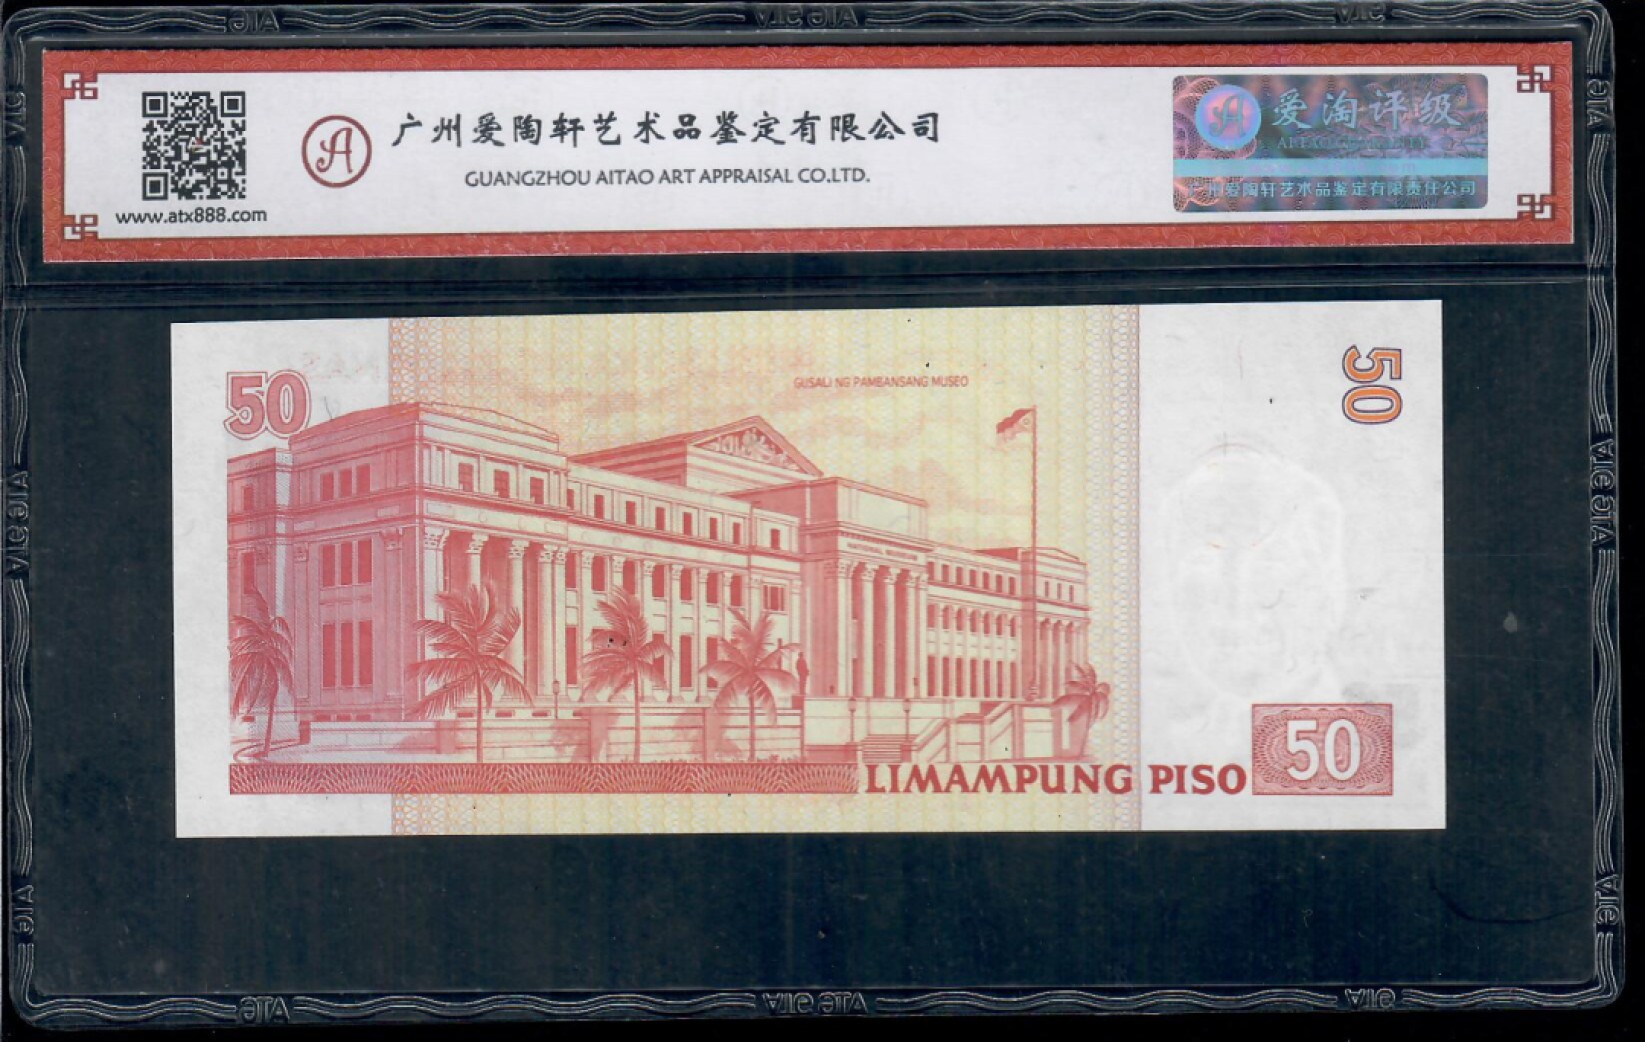 广州爱陶轩艺术品鉴定有限公司
GUANGZHOU AITAO ART APPRAISAL CO.LTD.
www.atx888.com
爱淘评级
广州爱陶轩艺术品鉴定有限责任公司
50
GUSALI NG PAMBANSANG MUSEO
50
NATIONAL MUSEUM
LIMAMPUNG PISO
50